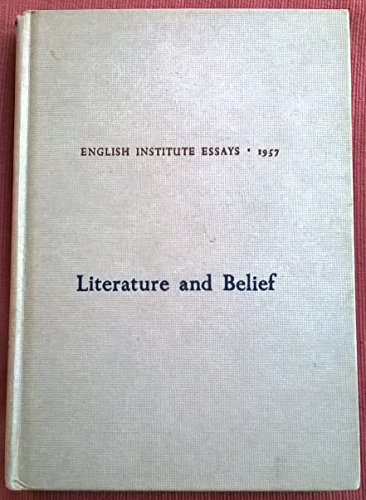 ENGLISH INSTITUTE ESSAYS • 1957
Literature and Belief